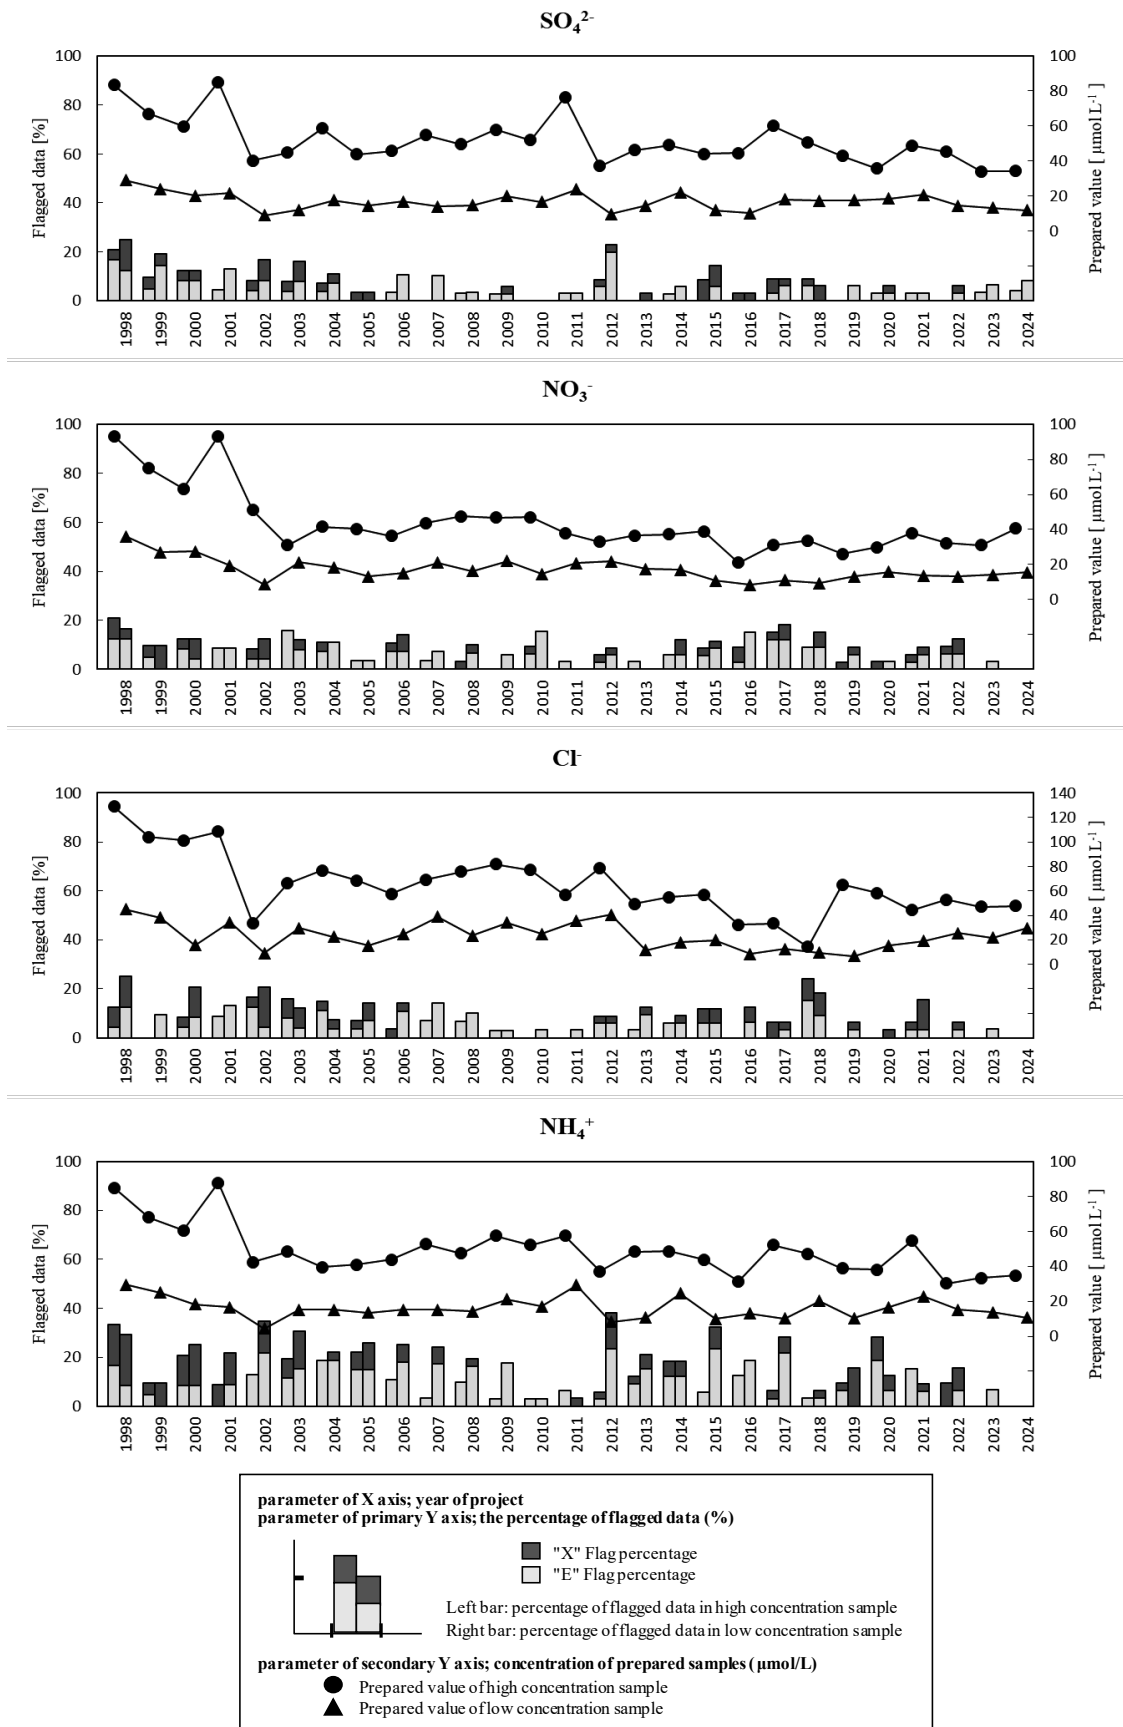 SO₄²⁻
100 80 60 40 20 0
Flagged data [%]
100 80 60 40 20 0
Prepared value [ µmol L⁻¹ ]
1998 1999 2000 2001 2002 2003 2004 2005 2006 2007 2008 2009 2010 2011 2012 2013 2014 2015 2016 2017 2018 2019 2020 2021 2022 2023 2024
NO₃⁻
100 80 60 40 20 0
Flagged data [%]
100 80 60 40 20 0
Prepared value [ µmol L⁻¹ ]
1998 1999 2000 2001 2002 2003 2004 2005 2006 2007 2008 2009 2010 2011 2012 2013 2014 2015 2016 2017 2018 2019 2020 2021 2022 2023 2024
Cl⁻
100 80 60 40 20 0
Flagged data [%]
140 120 100 80 60 40 20 0
Prepared value [ µmol L⁻¹ ]
1998 1999 2000 2001 2002 2003 2004 2005 2006 2007 2008 2009 2010 2011 2012 2013 2014 2015 2016 2017 2018 2019 2020 2021 2022 2023 2024
NH₄⁺
100 80 60 40 20 0
Flagged data [%]
100 80 60 40 20 0
Prepared value [ µmol L⁻¹ ]
1998 1999 2000 2001 2002 2003 2004 2005 2006 2007 2008 2009 2010 2011 2012 2013 2014 2015 2016 2017 2018 2019 2020 2021 2022 2023 2024
parameter of X axis; year of project
parameter of primary Y axis; the percentage of flagged data (%)
"X" Flag percentage
"E" Flag percentage
Left bar: percentage of flagged data in high concentration sample
Right bar: percentage of flagged data in low concentration sample
parameter of secondary Y axis; concentration of prepared samples (µmol/L)
Prepared value of high concentration sample
Prepared value of low concentration sample